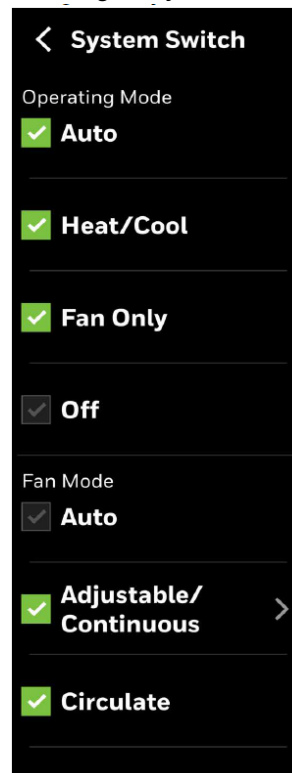 System Switch
Operating Mode
Auto
Heat/Cool
Fan Only
Off
Fan Mode
Auto
Adjustable/
Continuous
Circulate